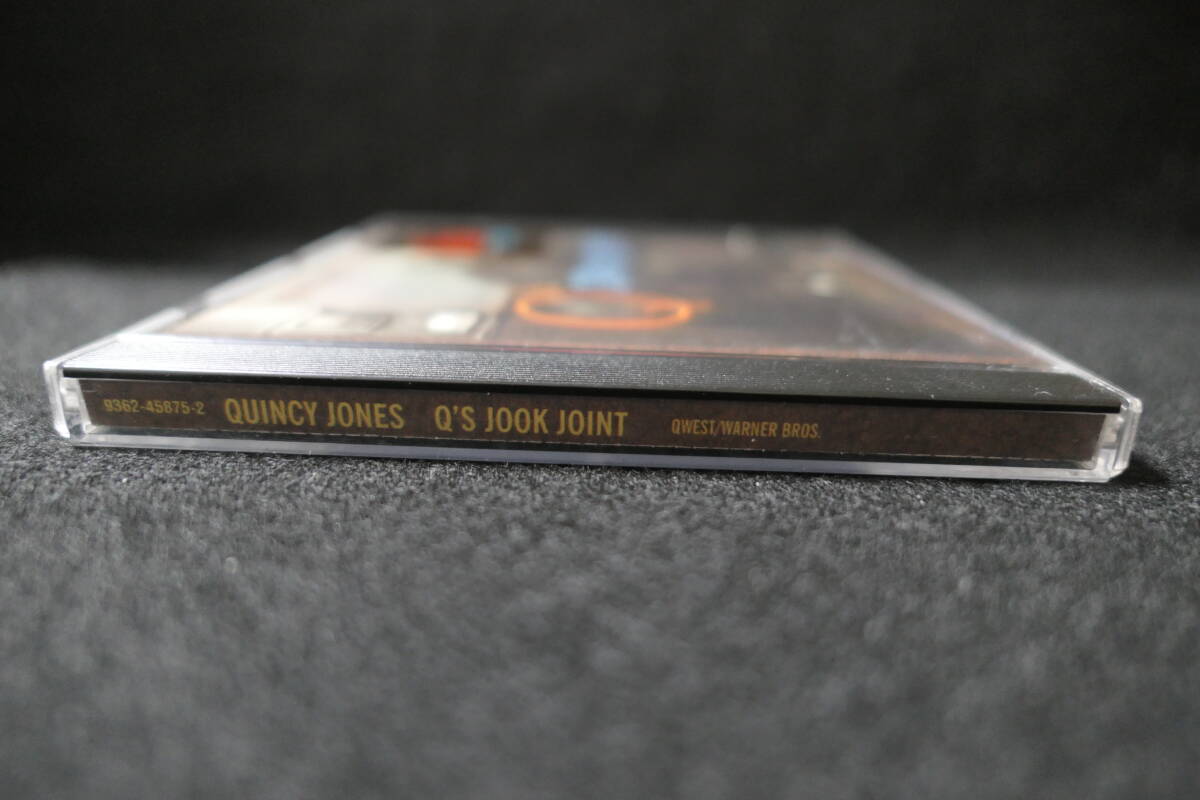 9362-45875-2 QUINCY JONES Q'S JOOK JOINT QWEST/WARNER BROS.